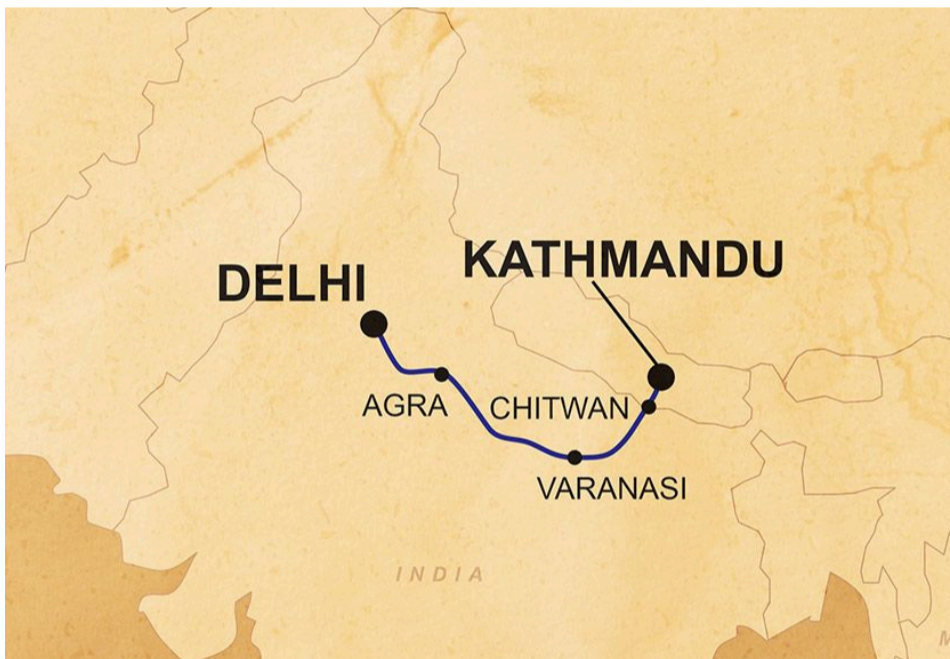 KATHMANDU
DELHI
AGRA
CHITWAN
VARANASI
INDIA
M